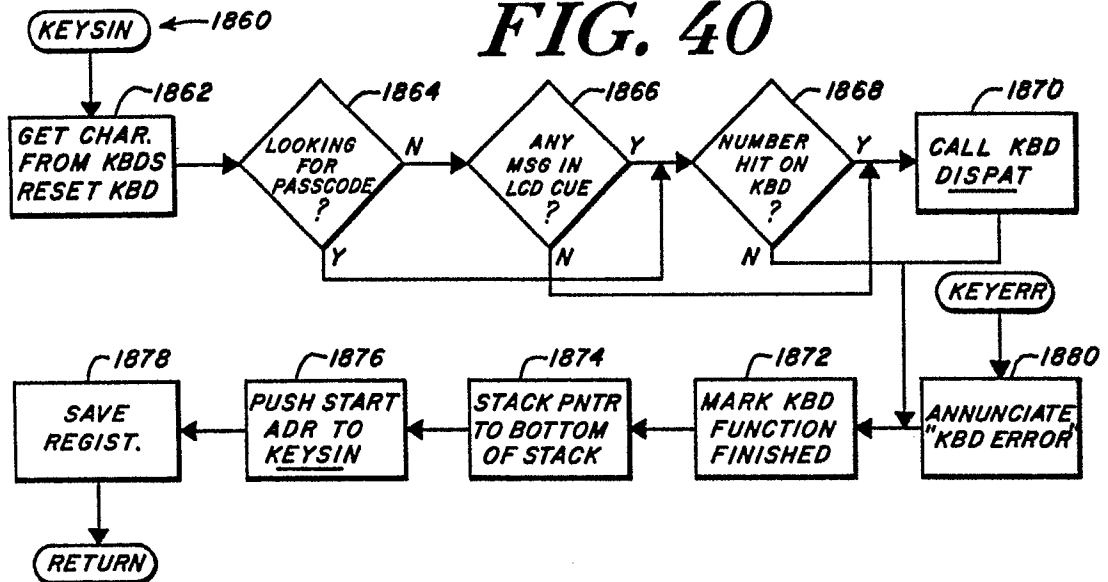 FIG. 40
KEYSIN
1860
1862
GET CHAR.
FROM KBDS
RESET KBD
1864
LOOKING
FOR
PASSCODE
?
N
Y
1866
ANY
MSG IN
LCD CUE
?
Y
N
1868
NUMBER
HIT ON
KBD
?
Y
N
1870
CALL KBD
DISPAT
KEYERR
1880
ANNUNCIATE
"KBD ERROR"
1872
MARK KBD
FUNCTION
FINISHED
1874
STACK PNTR
TO BOTTOM
OF STACK
1876
PUSH START
ADR TO
KEYSIN
1878
SAVE
REGIST.
RETURN